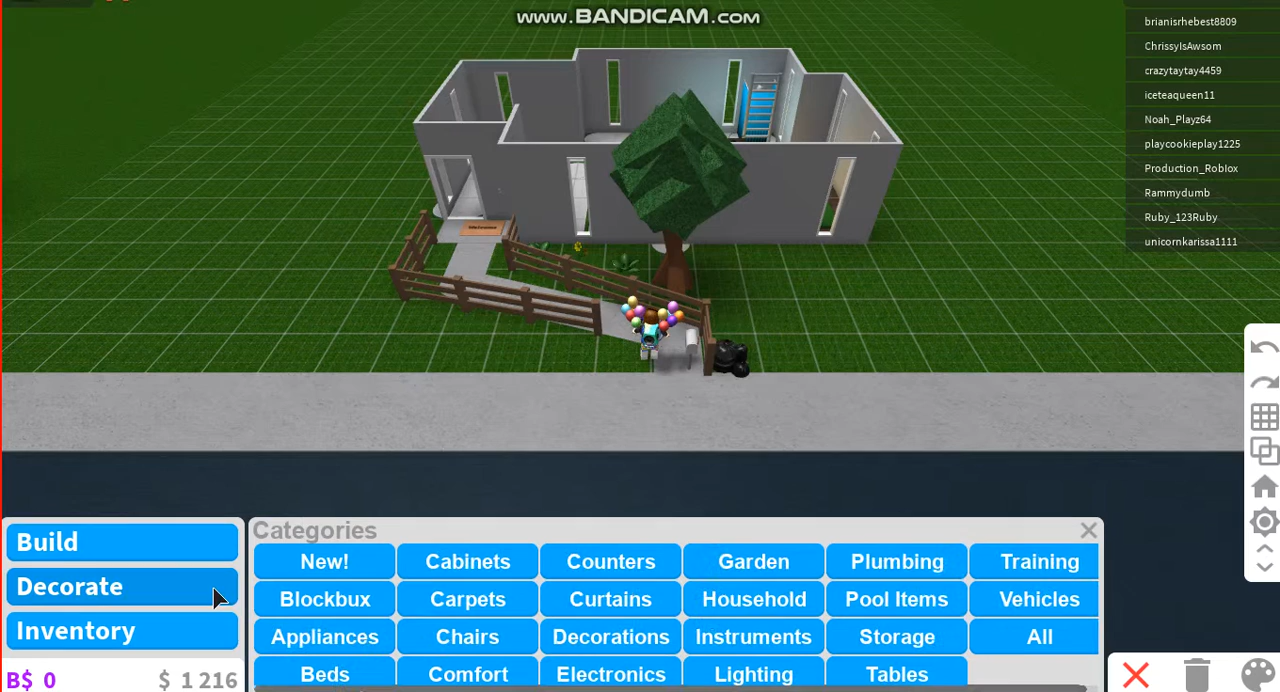 www.BANDICAM.com
brianisrhebest8809
ChrissyIsAwsom
crazytaytay4459
iceteaqueen11
Noah_Playz64
playcookieplay1225
Production_Roblox
Rammydumb
Ruby_123Ruby
unicornkarissa1111
Build
Decorate
Inventory
B$ 0 $ 1 216
Categories
New! Cabinets Counters Garden Plumbing Training
Blockbux Carpets Curtains Household Pool Items Vehicles
Appliances Chairs Decorations Instruments Storage All
Beds Comfort Electronics Lighting Tables